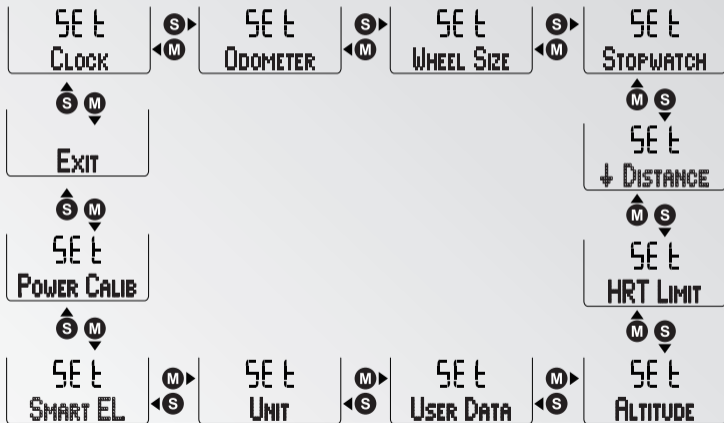 SEt SEt SEt SEt
S S S
CLOCK M ODOMETER M WHEEL SIZE M STOPWATCH
S M M S
SEt
EXIT ↓ DISTANCE
S M M S
SEt SEt
POWER CALIB HRT LIMIT
S M M S
SEt SEt SEt SEt
M M M
SMART EL S UNIT S USER DATA S ALTITUDE